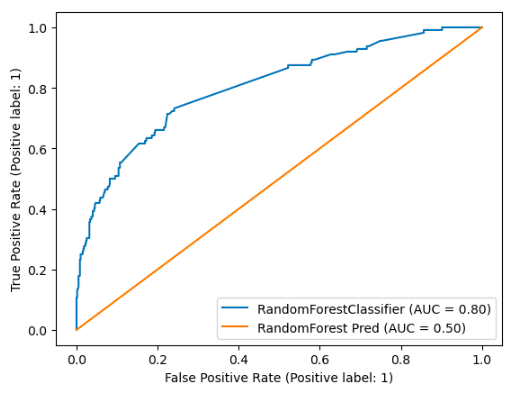 1.0
0.8
0.6
0.4
0.2
0.0
True Positive Rate (Positive label: 1)
RandomForestClassifier (AUC = 0.80)
RandomForest Pred (AUC = 0.50)
0.0 0.2 0.4 0.6 0.8 1.0
False Positive Rate (Positive label: 1)